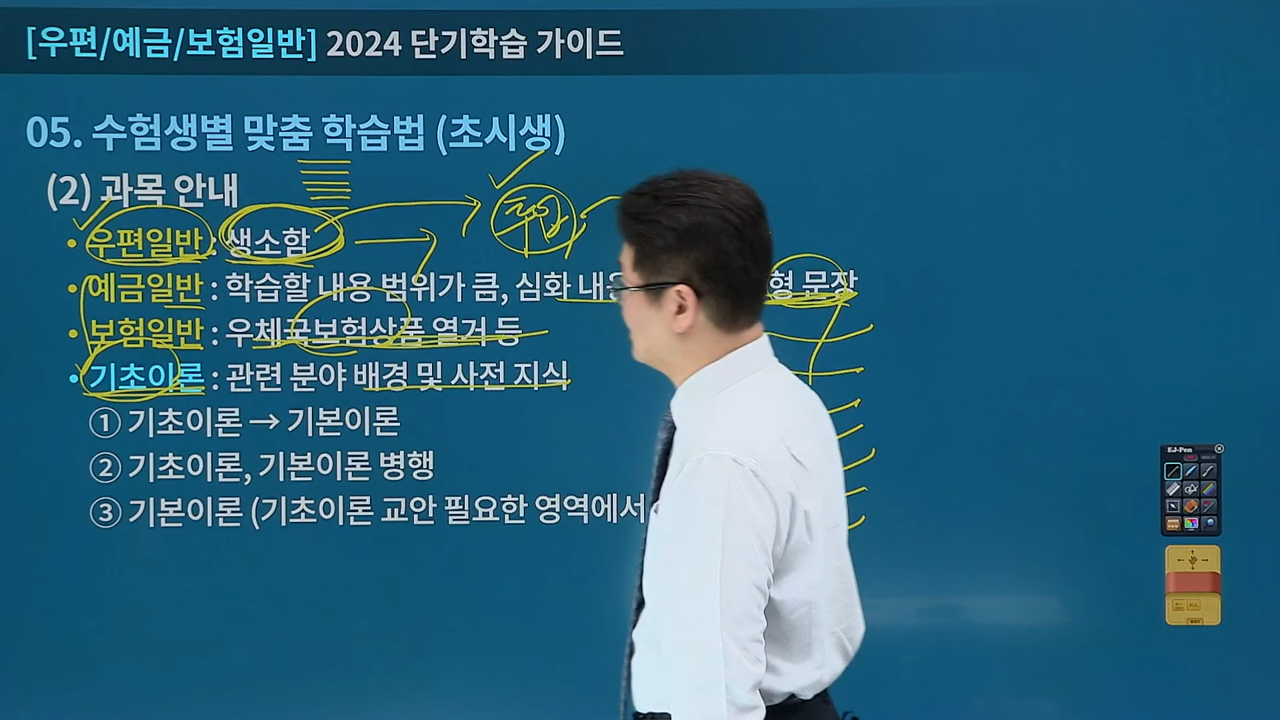 [우편/예금/보험일반] 2024 단기학습 가이드
05. 수험생별 맞춤 학습법 (초시생)
(2) 과목 안내
• 우편일반 : 생소함
• 예금일반 : 학습할 내용 범위가 큼, 심화 내용 형 문장
• 보험일반 : 우체국보험상품 열거 등
• 기초이론 : 관련 분야 배경 및 사전 지식
① 기초이론 → 기본이론
② 기초이론, 기본이론 병행
③ 기본이론 (기초이론 교안 필요한 영역에서
EJ-Pen
ALL